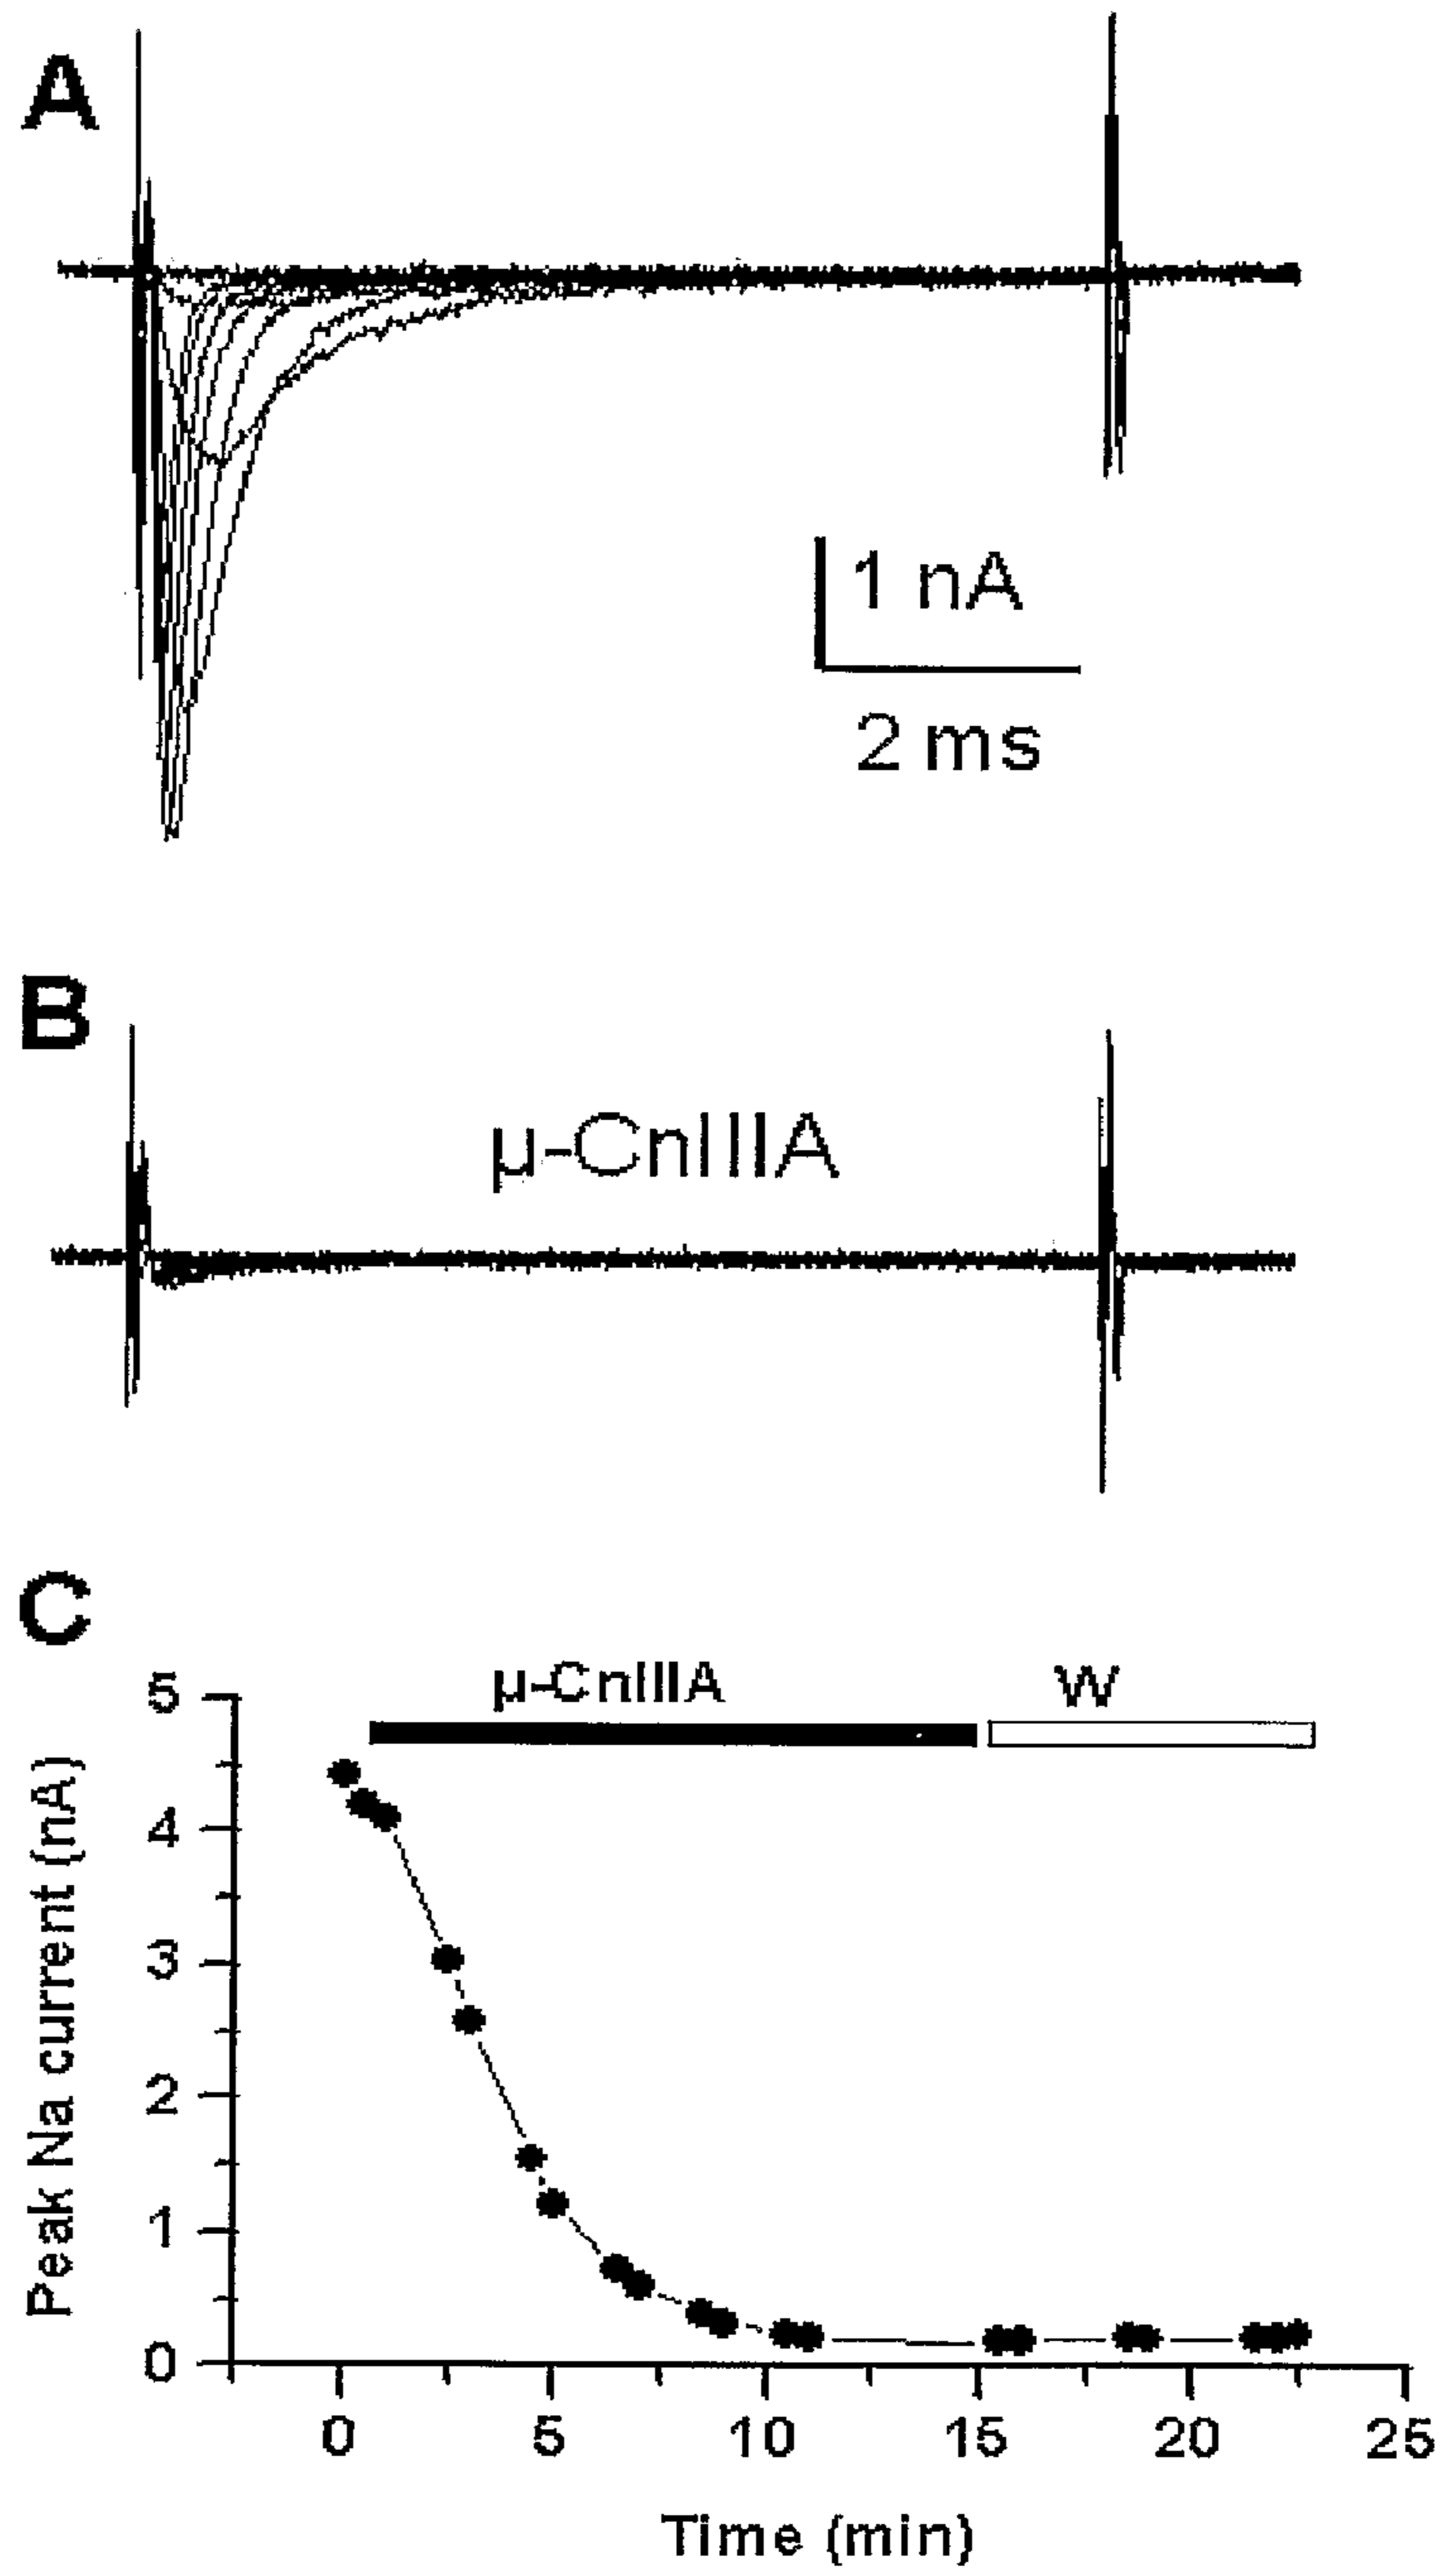 A
1 nA
2 ms
B
μ-CnIIIA
C
μ-CnIIIA W
5
4
3
2
1
0
Peak Na current (nA)
0 5 10 15 20 25
Time (min)